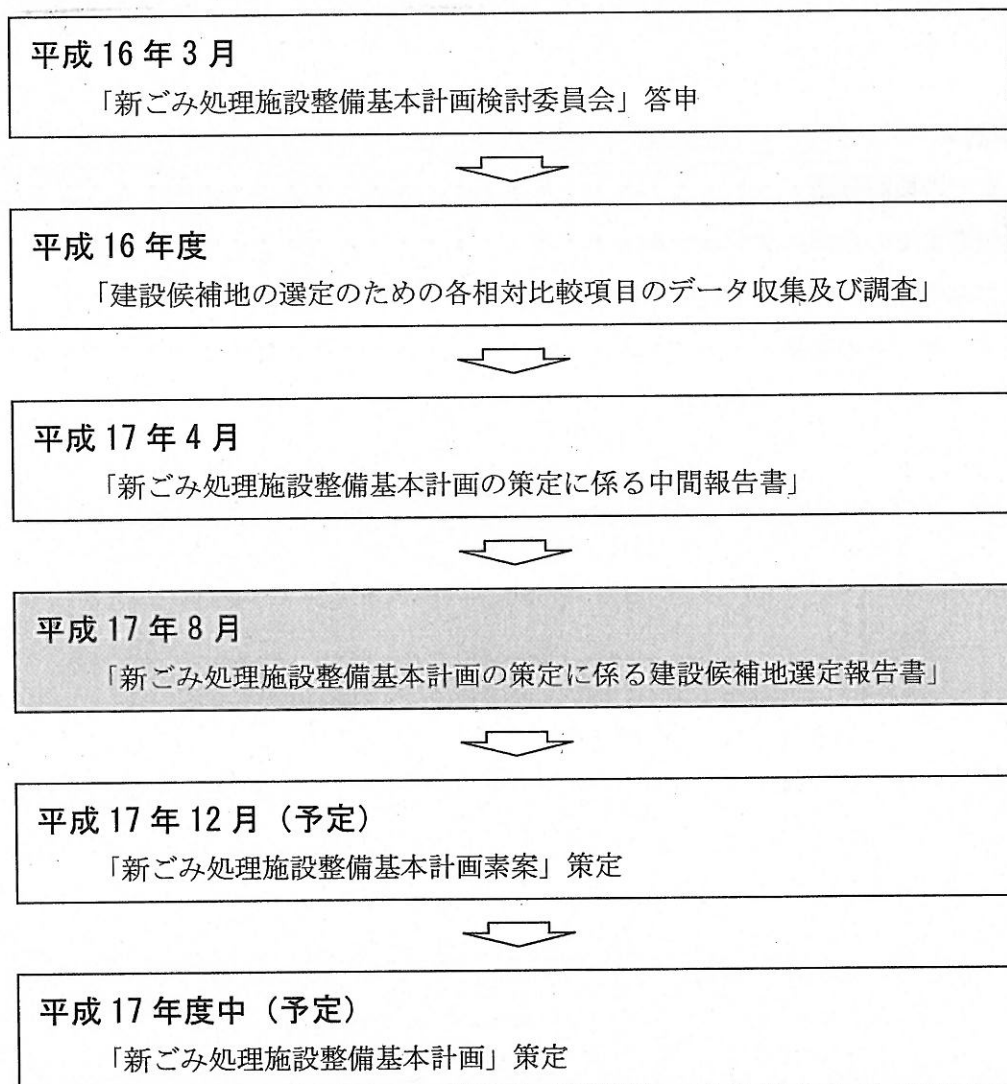 平成 16 年 3 月
「新ごみ処理施設整備基本計画検討委員会」答申
平成 16 年度
「建設候補地の選定のための各相対比較項目のデータ収集及び調査」
平成 17 年 4 月
「新ごみ処理施設整備基本計画の策定に係る中間報告書」
平成 17 年 8 月
「新ごみ処理施設整備基本計画の策定に係る建設候補地選定報告書」
平成 17 年 12 月（予定）
「新ごみ処理施設整備基本計画素案」策定
平成 17 年度中（予定）
「新ごみ処理施設整備基本計画」策定